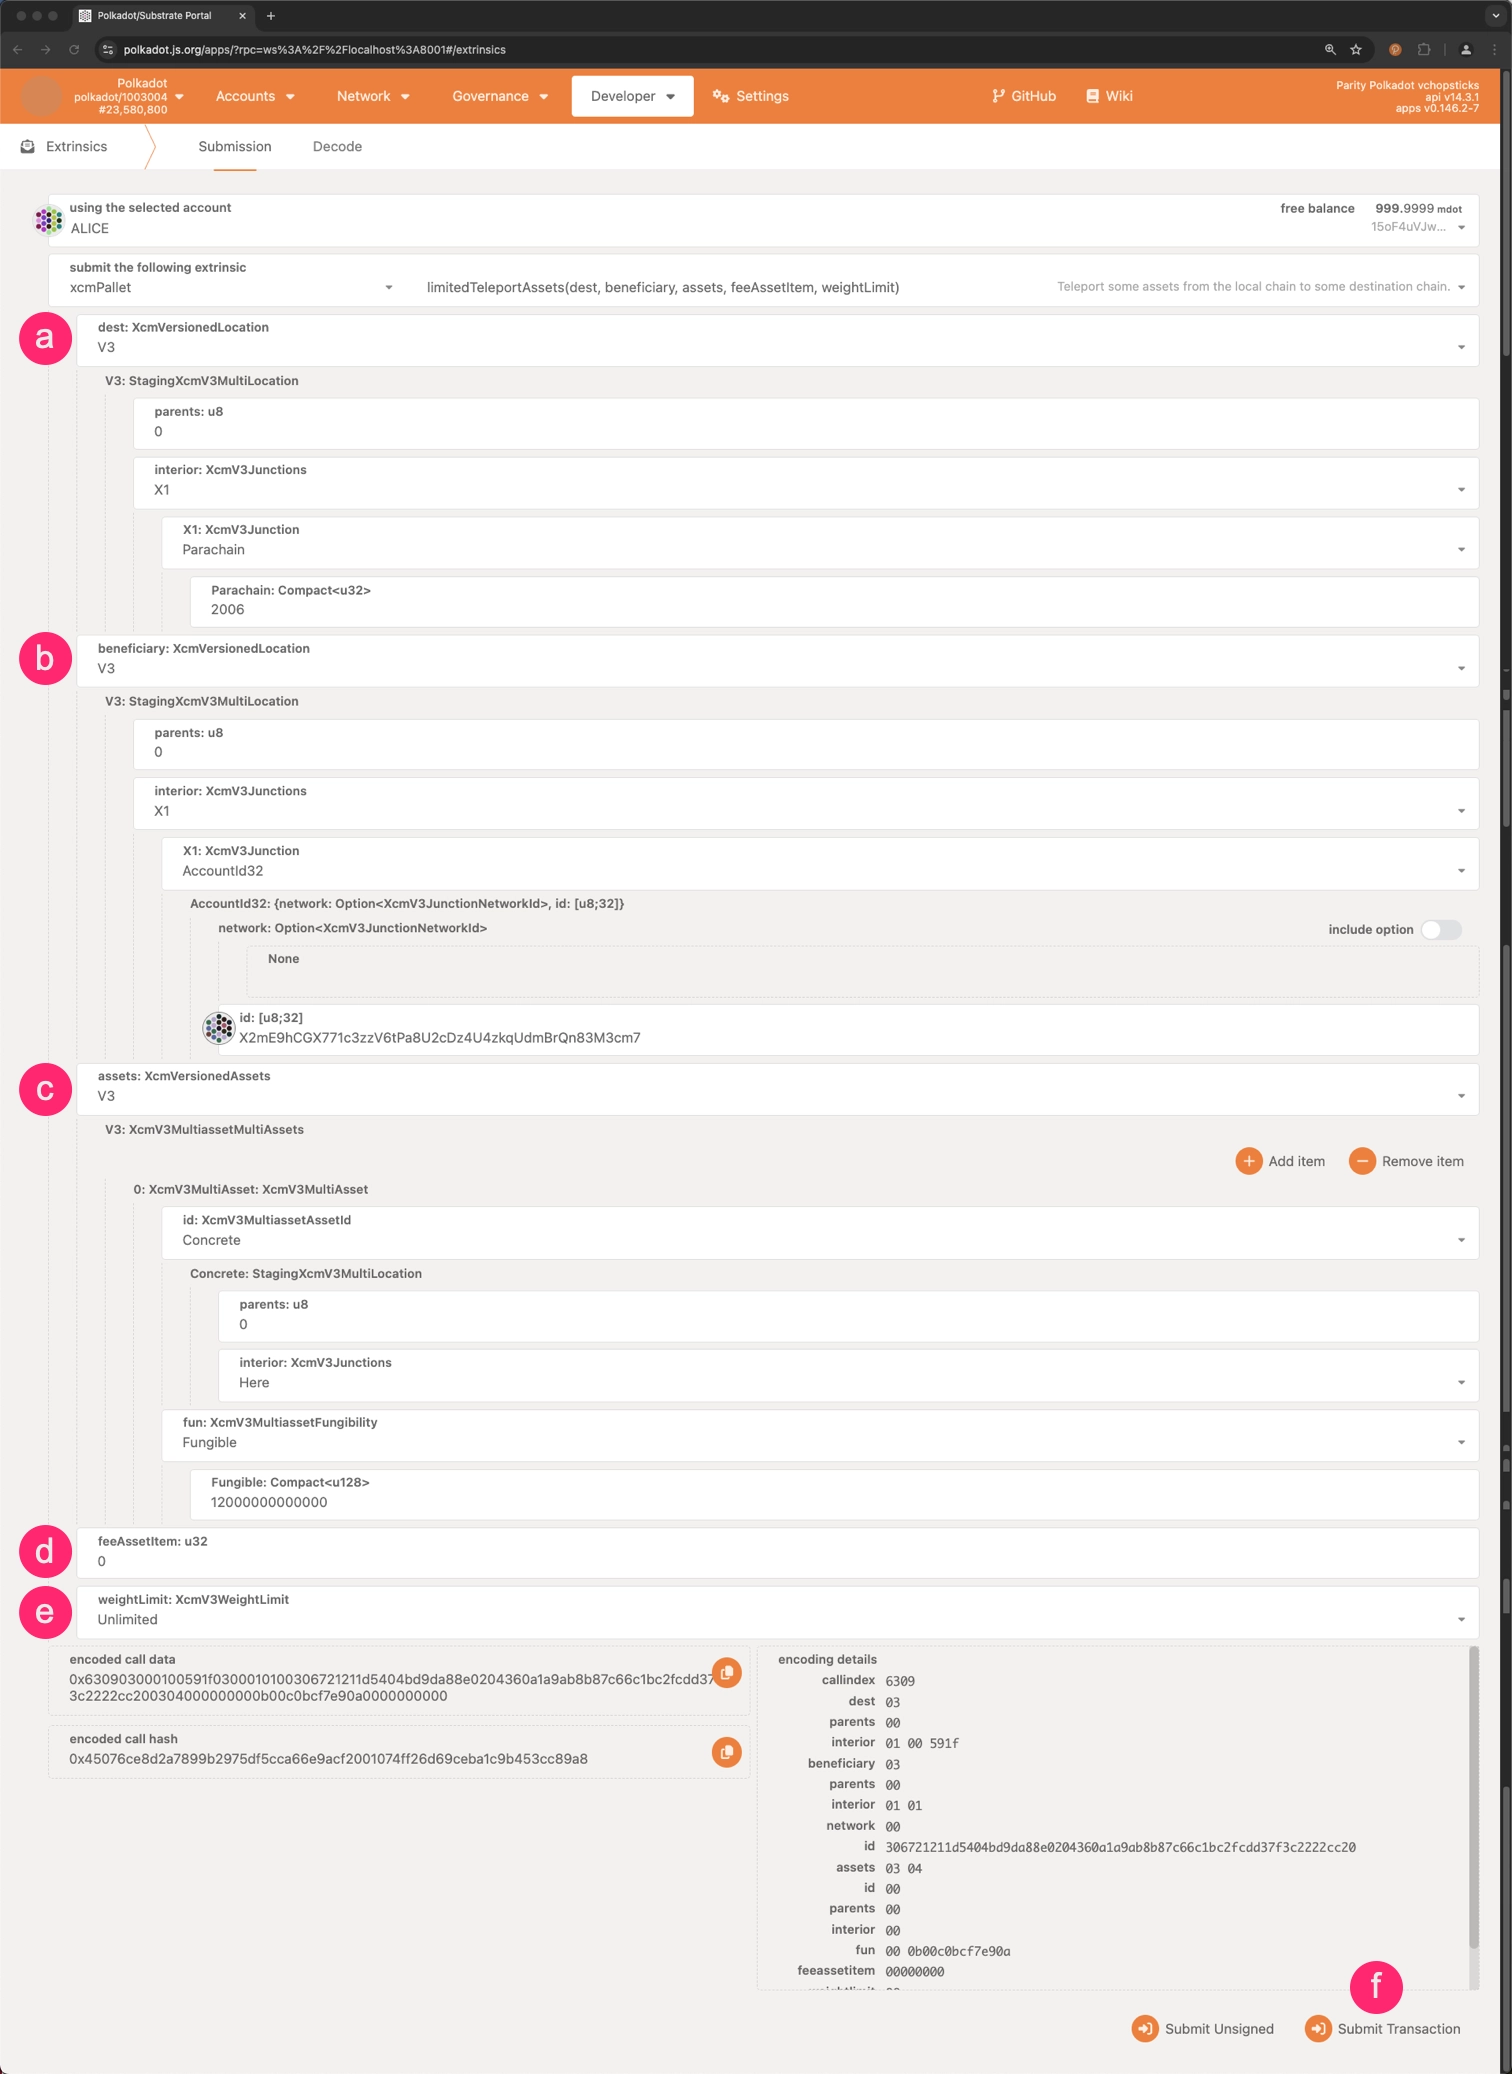 Polkadot/Substrate Portal
polkadot.js.org/apps/?rpc=ws%3A%2F%2Flocalhost%3A8001#/extrinsics
Polkadot
polkadot/1003004
#23,580,800
Accounts
Network
Governance
Developer
Settings
GitHub
Wiki
Parity Polkadot vchopsticks
api v14.3.1
apps v0.146.2-7
Extrinsics
Submission
Decode
using the selected account
ALICE
free balance 999.9999 mdot
15oF4uVJw...
submit the following extrinsic
xcmPallet
limitedTeleportAssets(dest, beneficiary, assets, feeAssetItem, weightLimit)
Teleport some assets from the local chain to some destination chain.
a
dest: XcmVersionedLocation
V3
V3: StagingXcmV3MultiLocation
parents: u8
0
interior: XcmV3Junctions
X1
X1: XcmV3Junction
Parachain
Parachain: Compact<u32>
2006
b
beneficiary: XcmVersionedLocation
V3
V3: StagingXcmV3MultiLocation
parents: u8
0
interior: XcmV3Junctions
X1
X1: XcmV3Junction
AccountId32
AccountId32: {network: Option<XcmV3JunctionNetworkId>, id: [u8;32]}
network: Option<XcmV3JunctionNetworkId>
include option
None
id: [u8;32]
X2mE9hCGX771c3zzV6tPa8U2cDz4U4zkqUdmBrQn83M3cm7
c
assets: XcmVersionedAssets
V3
V3: XcmV3MultiassetMultiAssets
Add item
Remove item
0: XcmV3MultiAsset: XcmV3MultiAsset
id: XcmV3MultiassetAssetId
Concrete
Concrete: StagingXcmV3MultiLocation
parents: u8
0
interior: XcmV3Junctions
Here
fun: XcmV3MultiassetFungibility
Fungible
Fungible: Compact<u128>
12000000000000
d
feeAssetItem: u32
0
e
weightLimit: XcmV3WeightLimit
Unlimited
encoded call data
0x630903000100591f0300010100306721211d5404bd9da88e0204360a1a9ab8b87c66c1bc2fcdd37
3c2222cc200304000000000b00c0bcf7e90a0000000000
encoded call hash
0x45076ce8d2a7899b2975df5cca66e9acf2001074ff26d69ceba1c9b453cc89a8
encoding details
callindex 6309
dest 03
parents 00
interior 01 00 591f
beneficiary 03
parents 00
interior 01 01
network 00
id 306721211d5404bd9da88e0204360a1a9ab8b87c66c1bc2fcdd37f3c2222cc20
assets 03 04
id 00
parents 00
interior 00
fun 00 0b00c0bcf7e90a
feeassetitem 00000000
f
Submit Unsigned
Submit Transaction